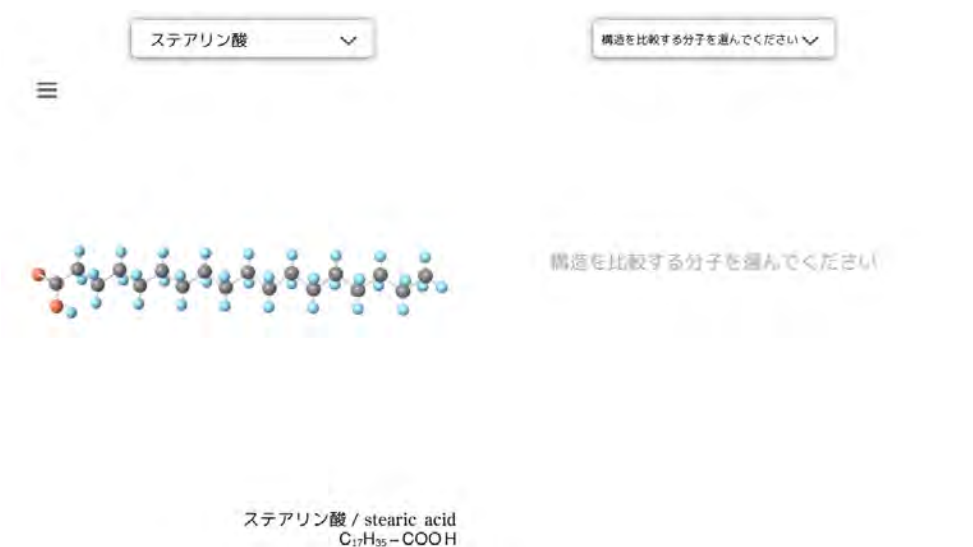 ステアリン酸
構造を比較する分子を選んでください
構造を比較する分子を選んでください
ステアリン酸 / stearic acid
C₁₇H₃₅–COOH